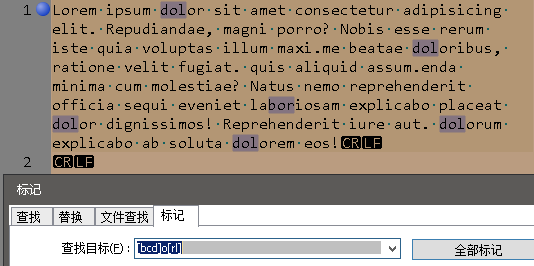 1 Lorem ipsum dolor sit amet consectetur adipisicing
elit. Repudiandae, magni porro? Nobis esse rerum
iste quia voluptas illum maxi.me beatae doloribus,
ratione velit fugiat. quis aliquid assum.enda
minima cum molestiae? Natus nemo reprehenderit
officia sequi eveniet laboriosam explicabo placeat
dolor dignissimos! Reprehenderit iure aut. dolorum
explicabo ab soluta dolorem eos!CRLF
2 CRLF
标记
查找 替换 文件查找 标记
查找目标(F): [bcd]o[rl] 全部标记